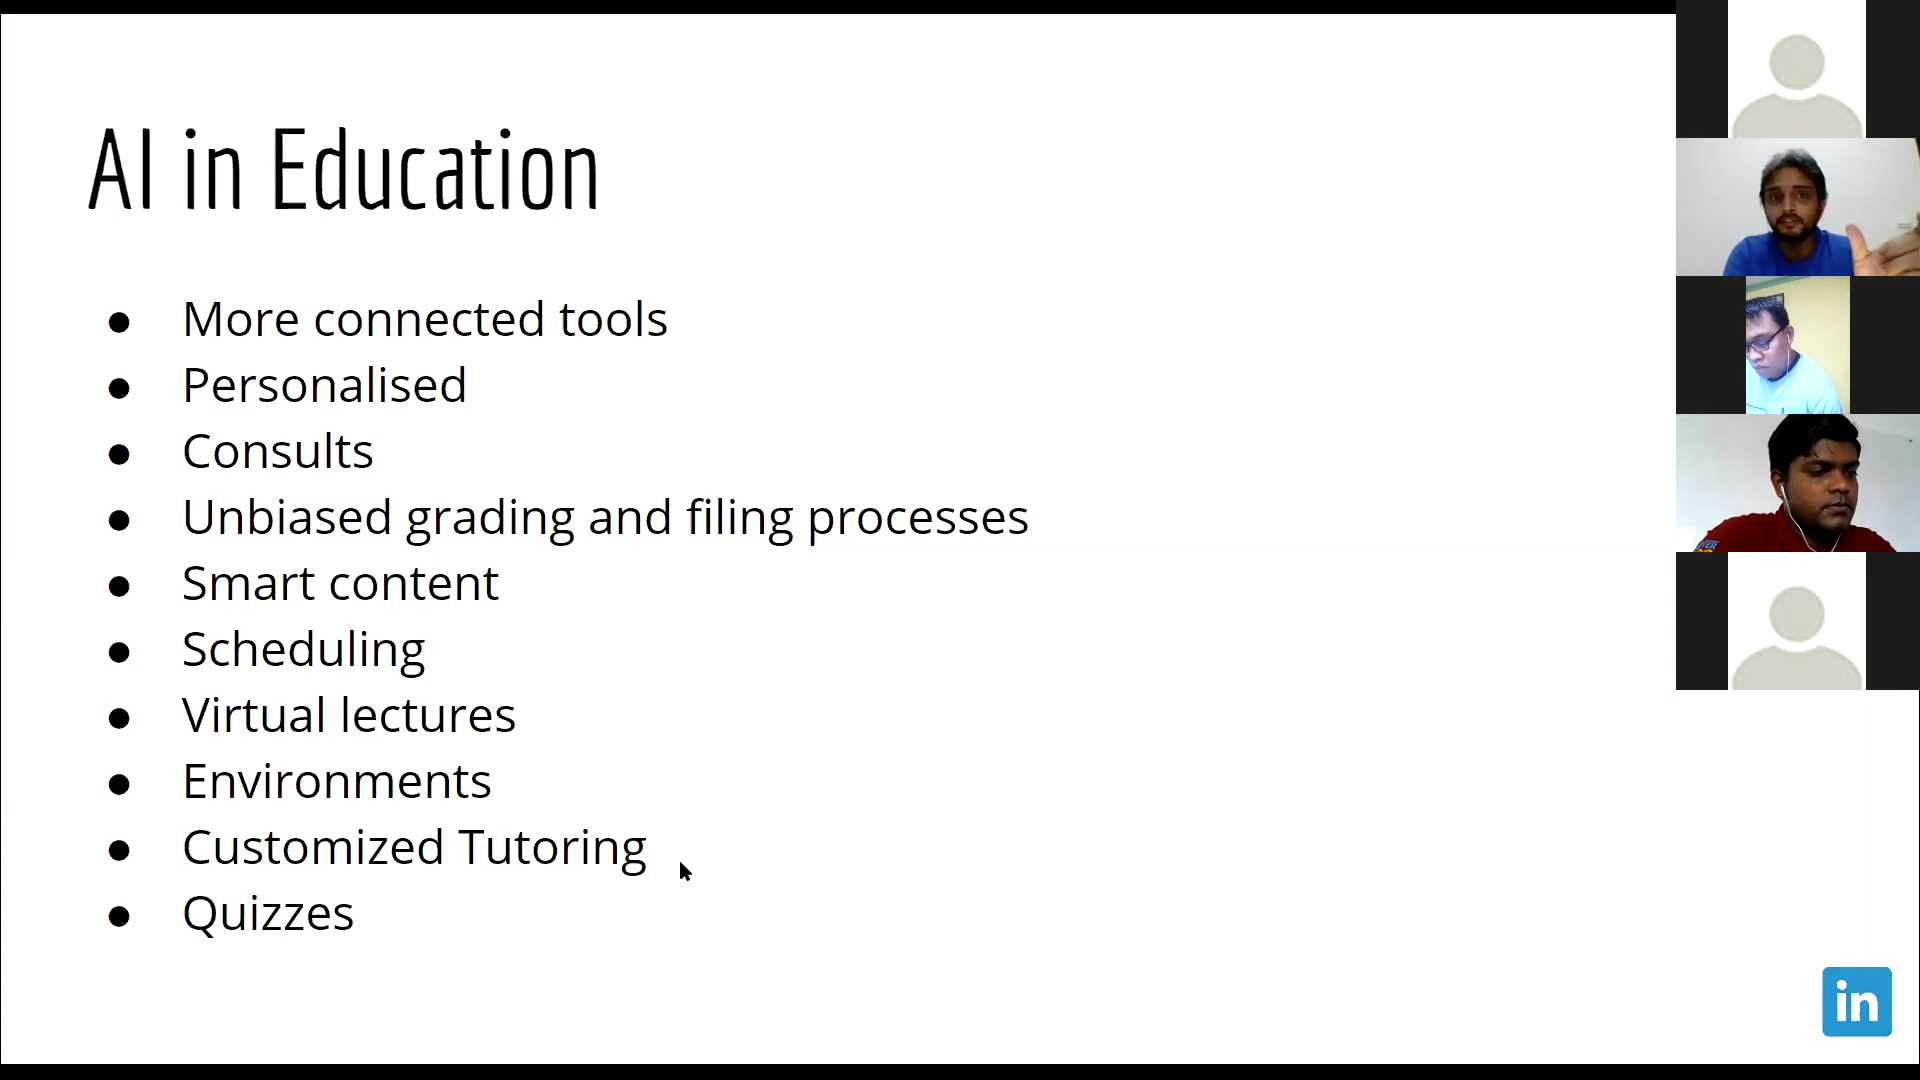 AI in Education
● More connected tools
● Personalised
● Consults
● Unbiased grading and filing processes
● Smart content
● Scheduling
● Virtual lectures
● Environments
● Customized Tutoring
● Quizzes
in